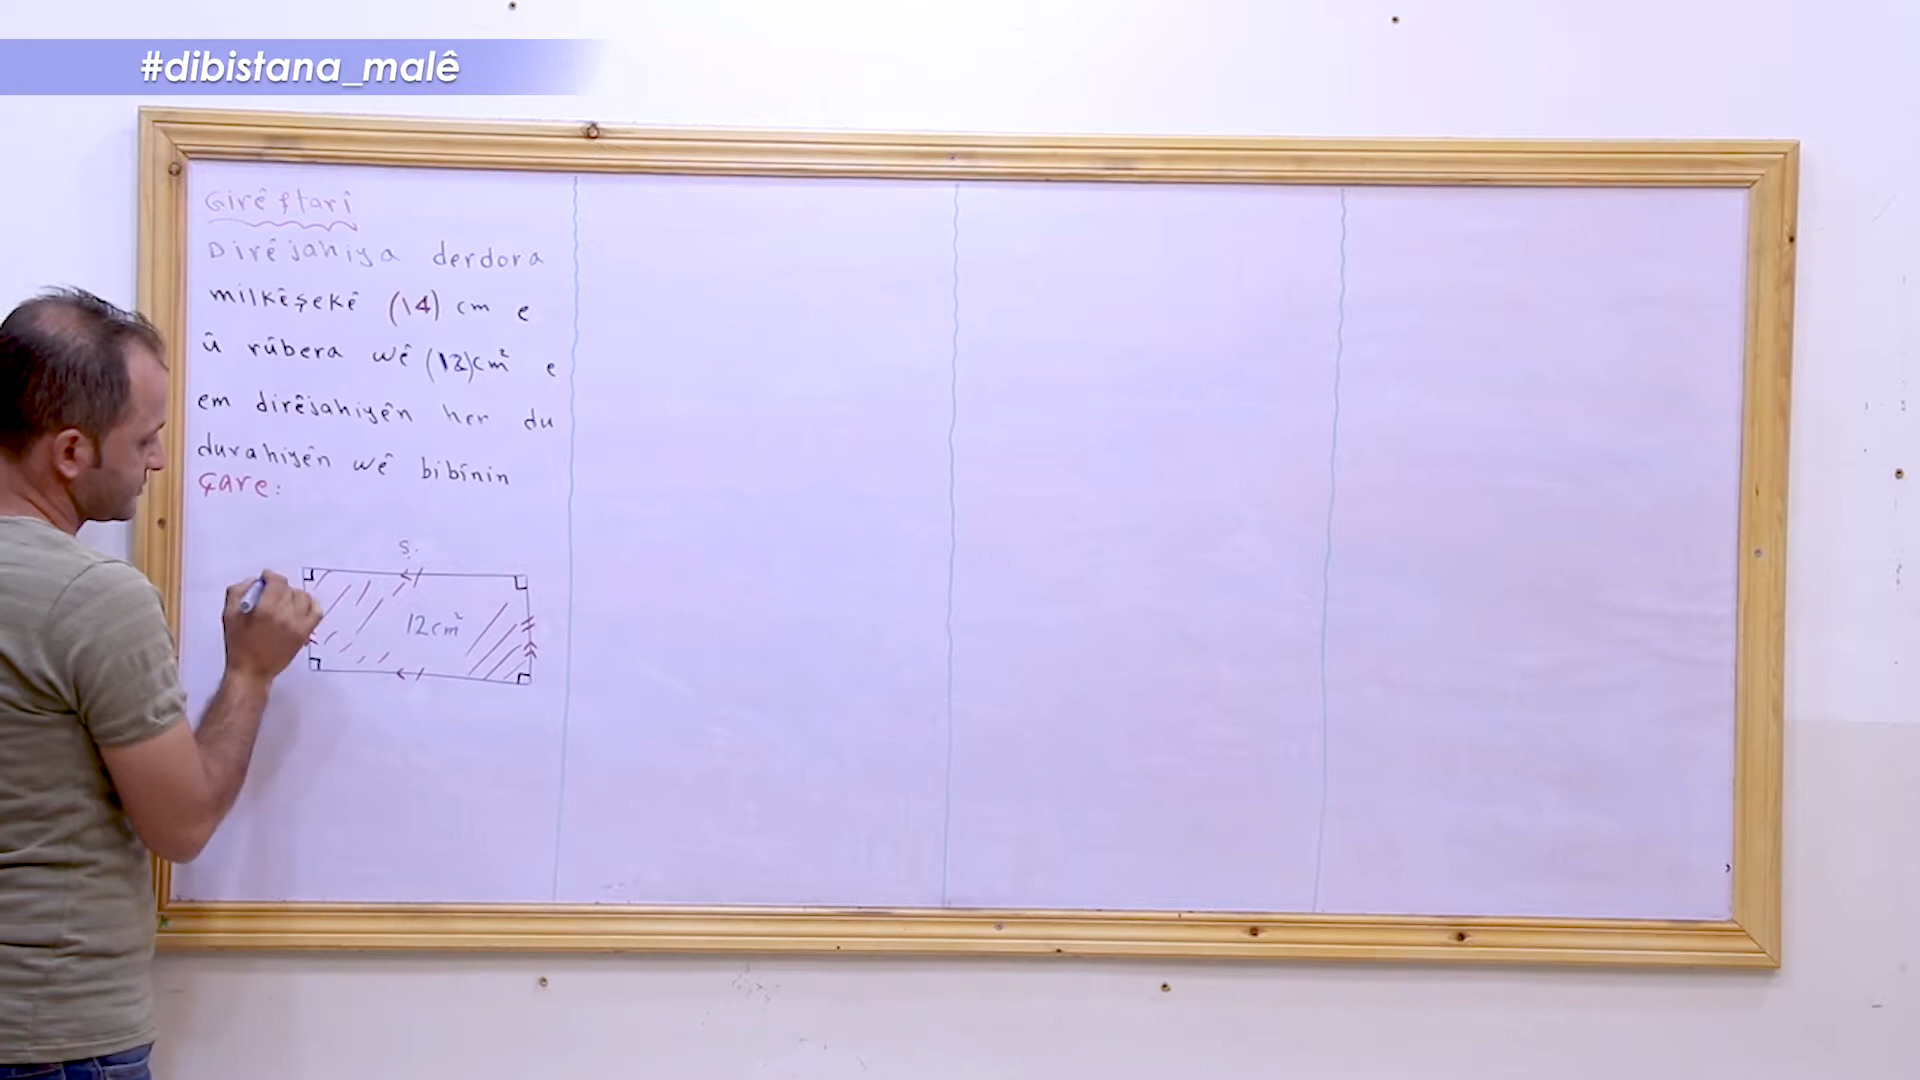 #dibistana_malê
Girêftarî
Dirêjahiya derdora
milkêşekê (14) cm e
û rûbera wê (12)cm² e
em dirêjahiyên her du
durahiyên wê bibînin
Çare:
Ş.
12cm²